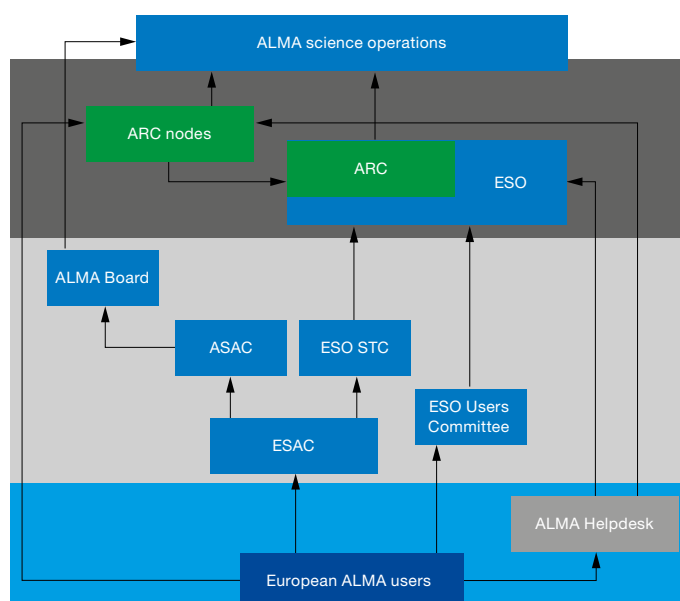 ALMA science operations
ARC nodes
ARC
ESO
ALMA Board
ASAC
ESO STC
ESO Users
Committee
ESAC
ALMA Helpdesk
European ALMA users